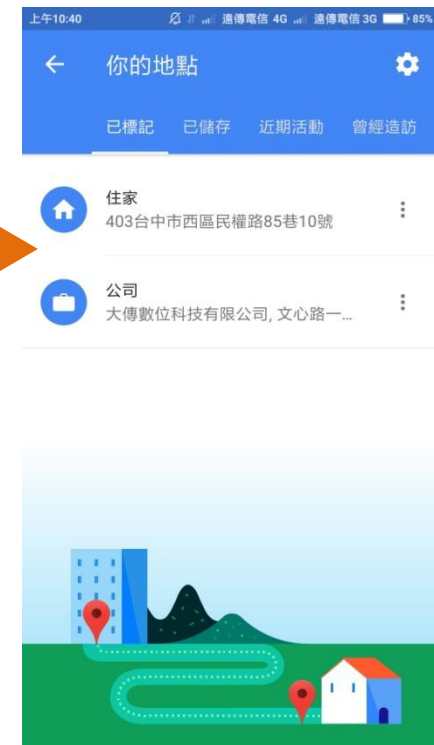 上午10:40 遠傳電信 4G 遠傳電信 3G 85%
你的地點
已標記 已儲存 近期活動 曾經造訪
住家
403台中市西區民權路85巷10號
公司
大傳數位科技有限公司, 文心路一...